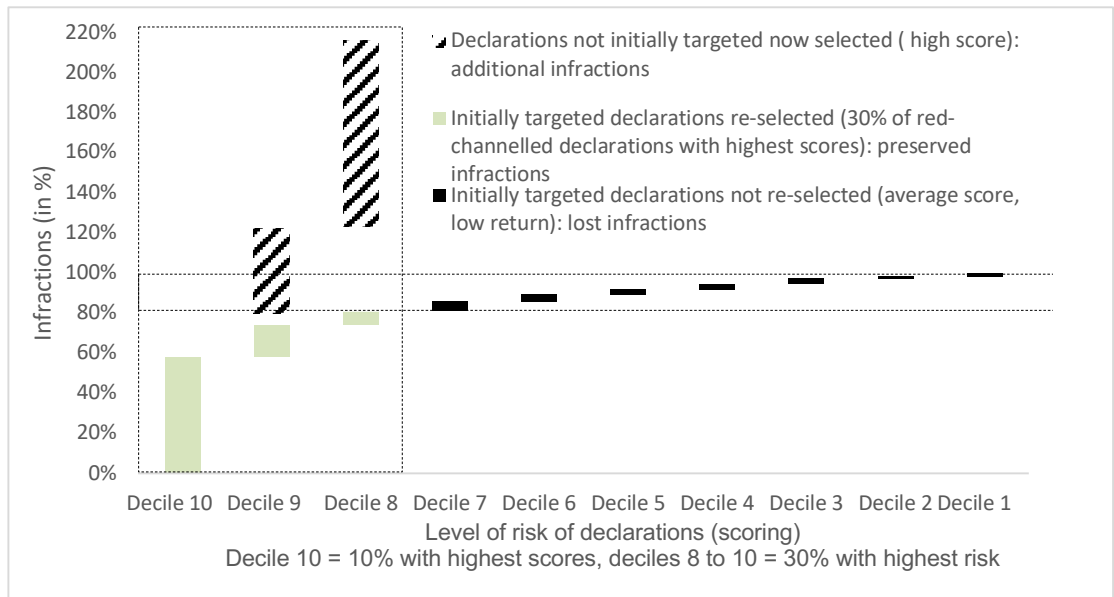 220%
200%
180%
160%
140%
120%
100%
80%
60%
40%
20%
0%
Infractions (in %)
Declarations not initially targeted now selected ( high score):
additional infractions
Initially targeted declarations re-selected (30% of red-
channelled declarations with highest scores): preserved
infractions
Initially targeted declarations not re-selected (average score,
low return): lost infractions
Decile 10 Decile 9 Decile 8 Decile 7 Decile 6 Decile 5 Decile 4 Decile 3 Decile 2 Decile 1
Level of risk of declarations (scoring)
Decile 10 = 10% with highest scores, deciles 8 to 10 = 30% with highest risk